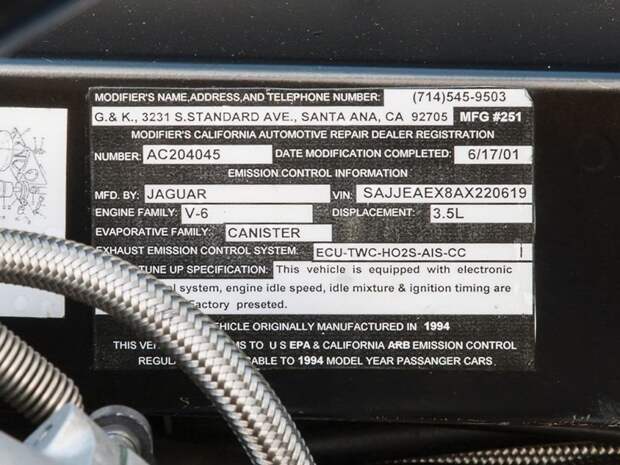 MODIFIER'S NAME,ADDRESS,AND TELEPHONE NUMBER: (714)545-9503
G.& K., 3231 S.STANDARD AVE., SANTA ANA, CA 92705 MFG #251
MODIFIER'S CALIFORNIA AUTOMOTIVE REPAIR DEALER REGISTRATION
NUMBER: AC204045 DATE MODIFICATION COMPLETED: 6/17/01
EMISSION CONTROL INFORMATION
MFD. BY: JAGUAR VIN: SAJJEAEX8AX220619
ENGINE FAMILY: V-6 DISPLACEMENT: 3.5L
EVAPORATIVE FAMILY: CANISTER
EXHAUST EMISSION CONTROL SYSTEM: ECU-TWC-HO2S-AIS-CC
TUNE UP SPECIFICATION: This vehicle is equipped with electronic
system, engine idle speed, idle mixture & ignition timing are
Factory preseted.
VEHICLE ORIGINALLY MANUFACTURED IN 1994
THIS TO U S EPA & CALIFORNIA ARB EMISSION CONTROL
TO 1994 MODEL YEAR PASSENGER CARS.